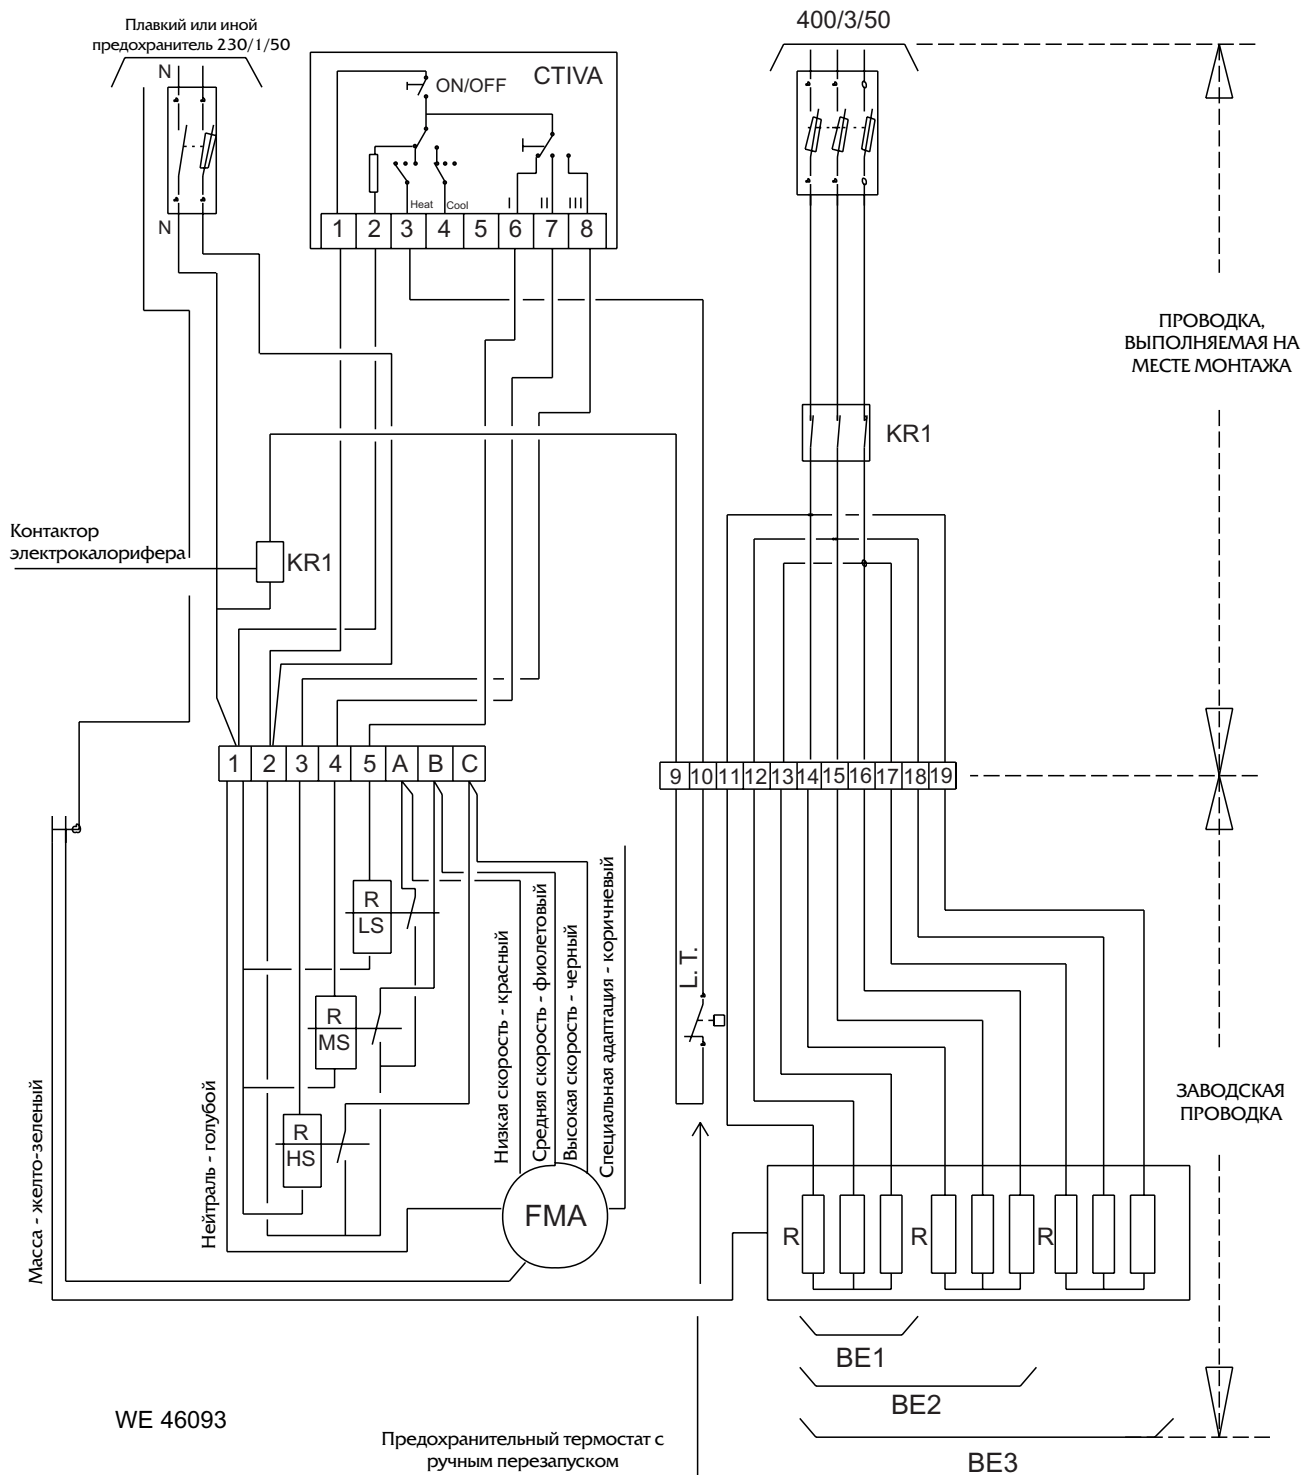 Плавкий или иной
предохранитель 230/1/50
400/3/50
N
CTIVA
ON/OFF
Heat
Cool
I
II
III
N
1 2 3 4 5 6 7 8
ПРОВОДКА,
ВЫПОЛНЯЕМАЯ НА
МЕСТЕ МОНТАЖА
KR1
Контактор
электрокалорифера
KR1
1 2 3 4 5 A B C
9 10 11 12 13 14 15 16 17 18 19
R
LS
R
MS
R
HS
Масса - желто-зеленый
Нейтраль - голубой
Низкая скорость - красный
Средняя скорость - фиолетовый
Высокая скорость - черный
Специальная адаптация - коричневый
L. T.
ЗАВОДСКАЯ
ПРОВОДКА
FMA
R
R
R
BE1
BE2
BE3
WE 46093
Предохранительный термостат с
ручным перезапуском